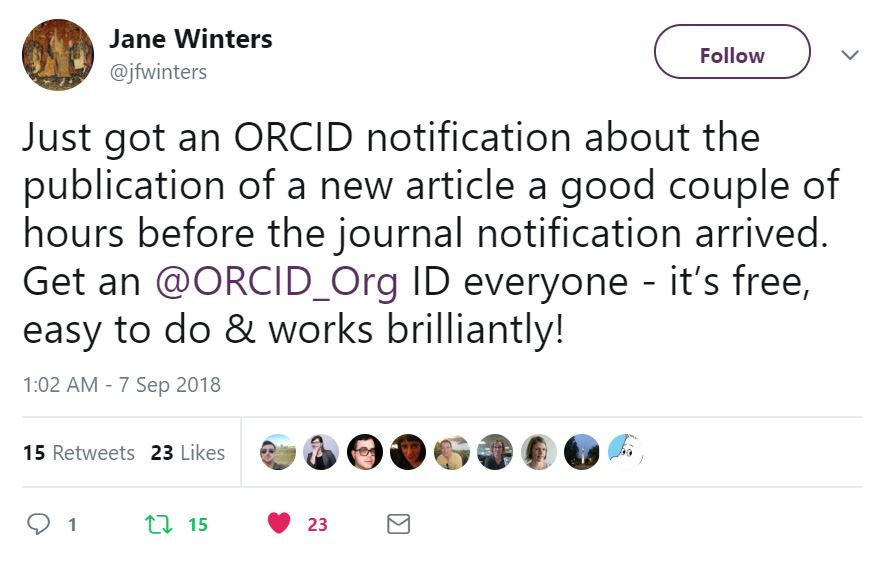 Jane Winters
@jfwinters
Follow
Just got an ORCID notification about the
publication of a new article a good couple of
hours before the journal notification arrived.
Get an @ORCID_Org ID everyone - it’s free,
easy to do & works brilliantly!
1:02 AM - 7 Sep 2018
15 Retweets 23 Likes
1 15 23